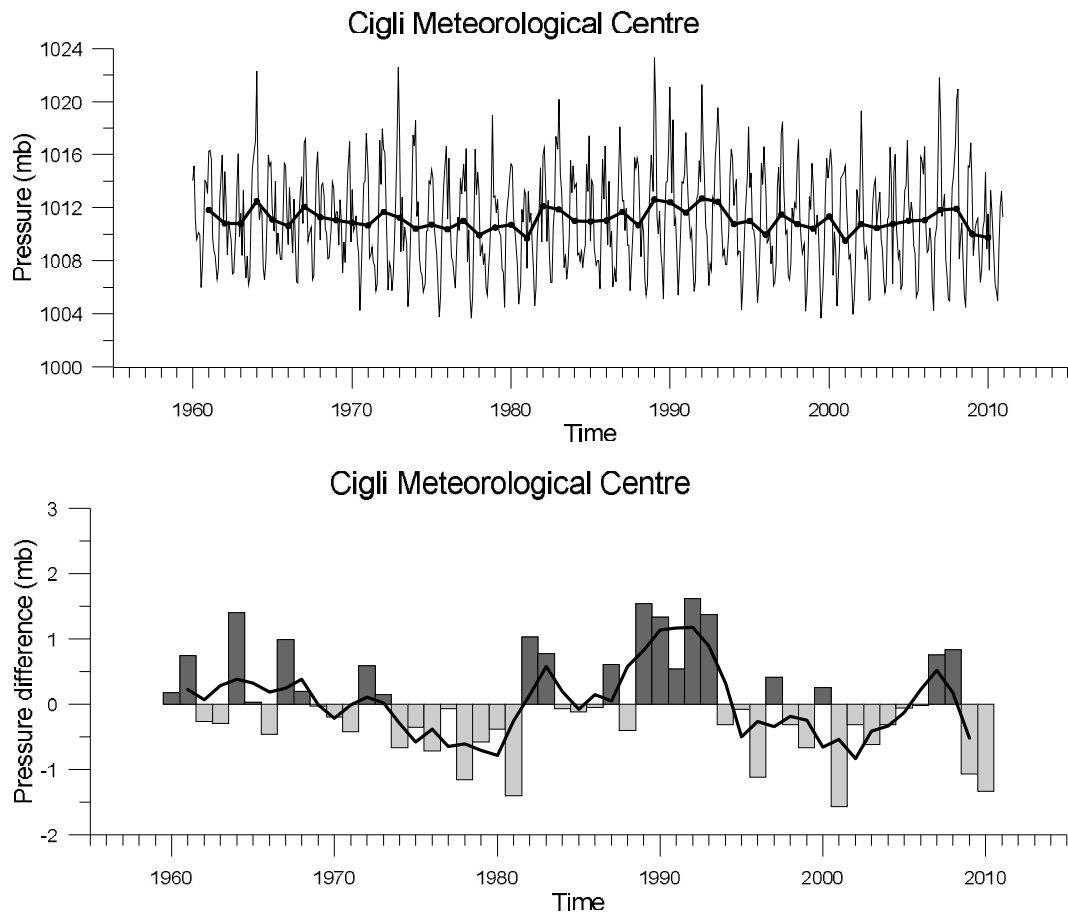 Cigli Meteorological Centre
Pressure (mb)
1024
1020
1016
1012
1008
1004
1000
1960 1970 1980 1990 2000 2010
Time
Cigli Meteorological Centre
Pressure difference (mb)
3
2
1
0
-1
-2
1960 1970 1980 1990 2000 2010
Time